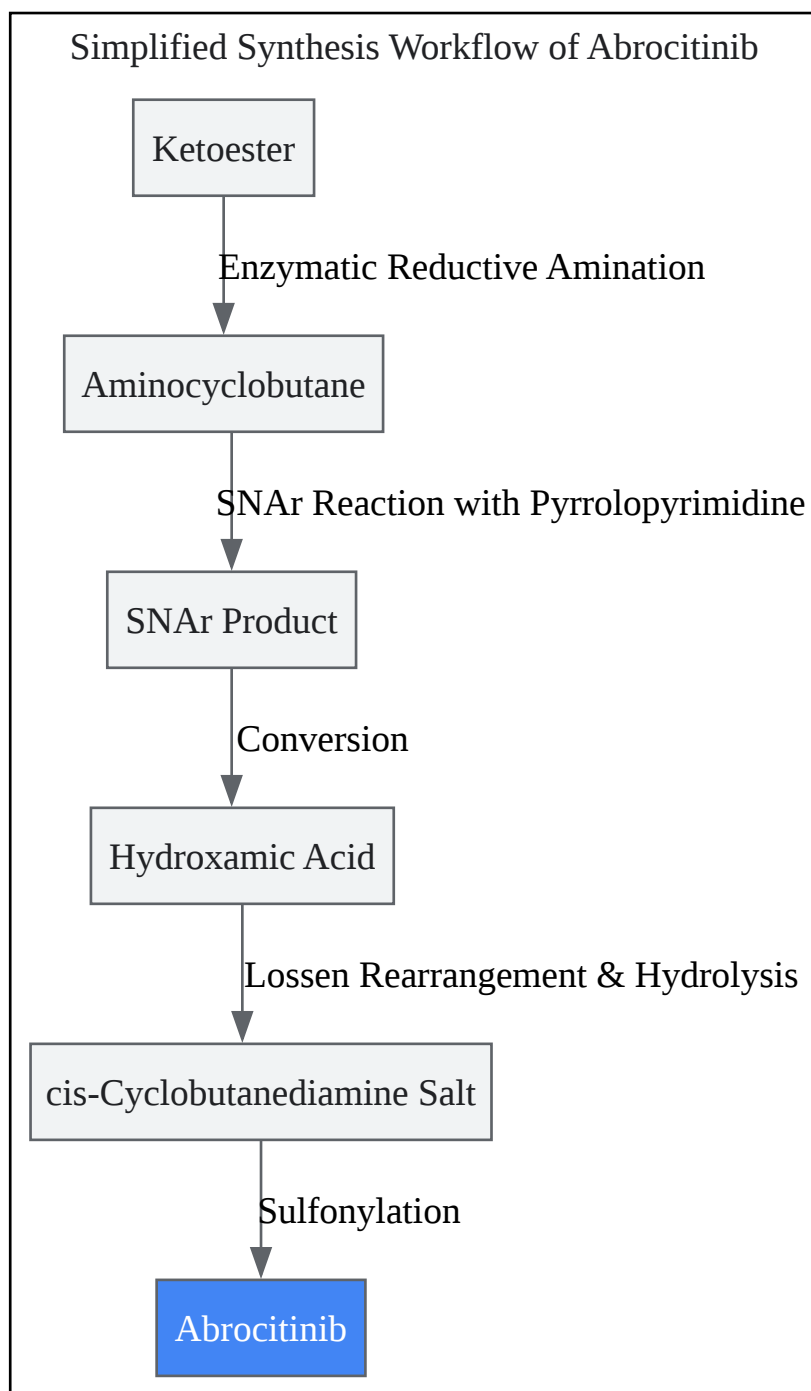 Simplified Synthesis Workflow of Abrocitinib
Ketoester
Enzymatic Reductive Amination
Aminocyclobutane
SNAr Reaction with Pyrrolopyrimidine
SNAr Product
Conversion
Hydroxamic Acid
Lossen Rearrangement & Hydrolysis
cis-Cyclobutanediamine Salt
Sulfonylation
Abrocitinib